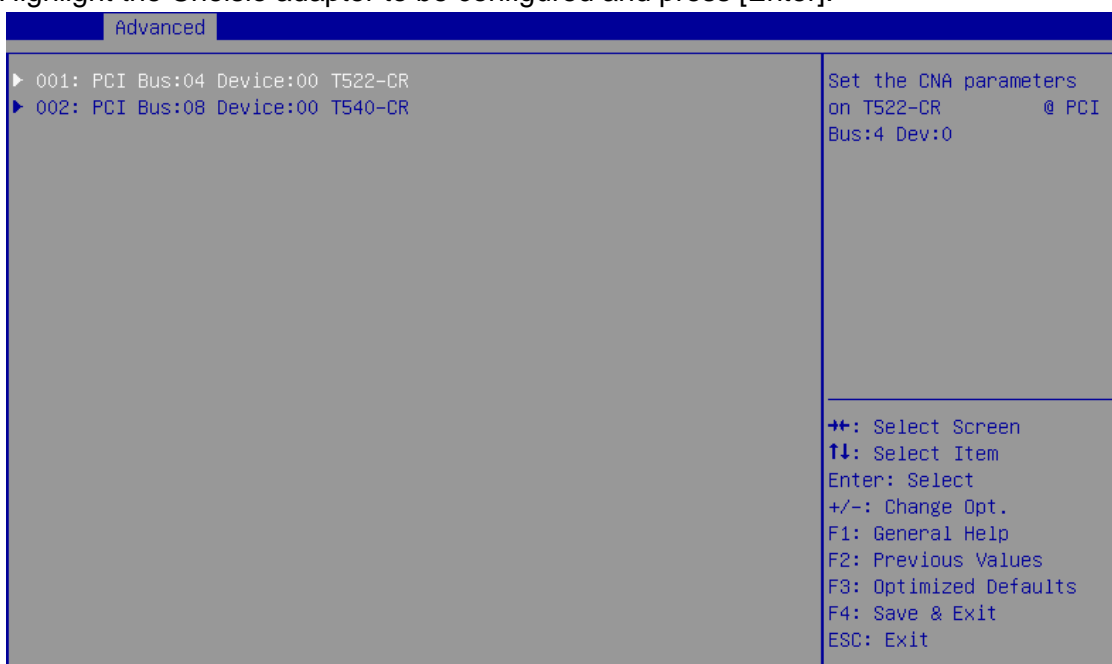 Highlight the Chelsio adapter to be configured and press [Enter].
Advanced
001: PCI Bus:04 Device:00 T522-CR
002: PCI Bus:08 Device:00 T540-CR
Set the CNA parameters
on T522-CR @ PCI
Bus:4 Dev:0
→←: Select Screen
↑↓: Select Item
Enter: Select
+/-: Change Opt.
F1: General Help
F2: Previous Values
F3: Optimized Defaults
F4: Save & Exit
ESC: Exit